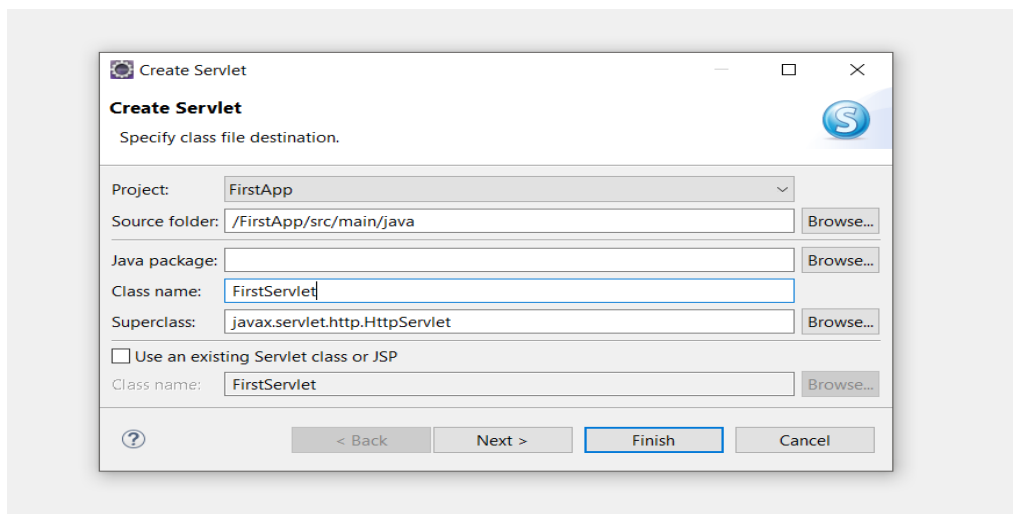 Create Servlet
Create Servlet
Specify class file destination.
S
Project: FirstApp
Source folder: /FirstApp/src/main/java Browse...
Java package: Browse...
Class name: FirstServlet
Superclass: javax.servlet.http.HttpServlet Browse...
Use an existing Servlet class or JSP
Class name: FirstServlet Browse...
? < Back Next > Finish Cancel